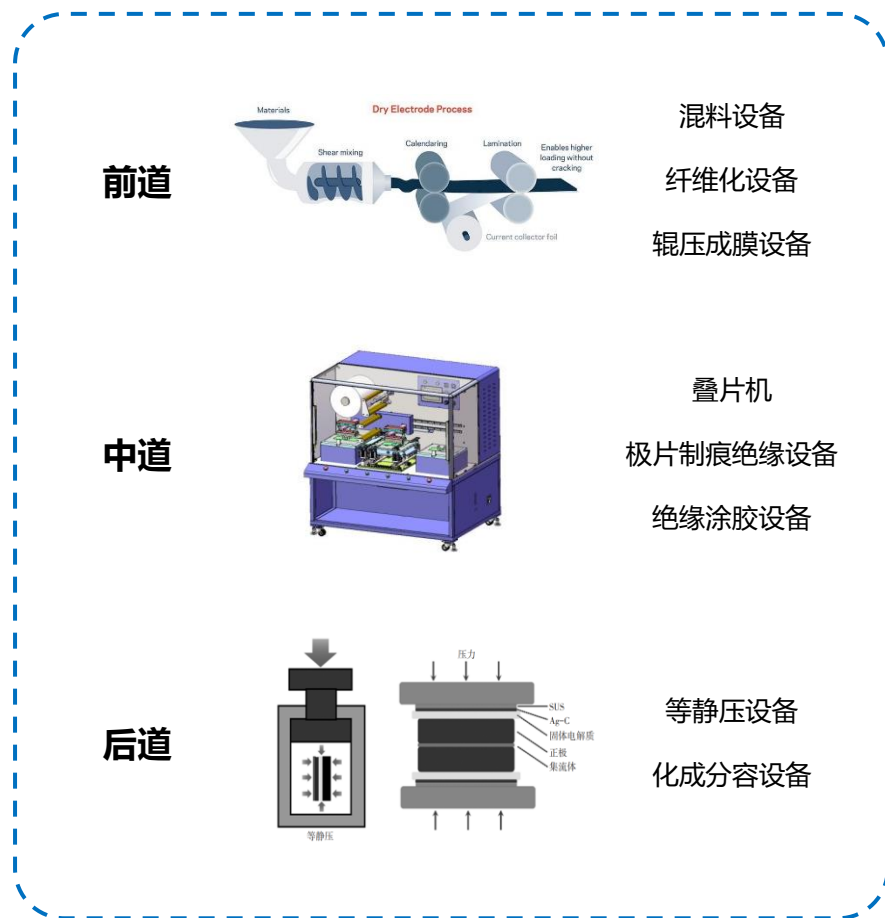 Materials
Dry Electrode Process
Shear mixing
Calendaring
Lamination
Enables higher
loading without
cracking
Current collector foil
前道
混料设备
纤维化设备
辊压成膜设备
中道
叠片机
极片制痕绝缘设备
绝缘涂胶设备
后道
等静压
压力
SUS
Ag-C
固体电解质
正极
集流体
等静压设备
化成分容设备